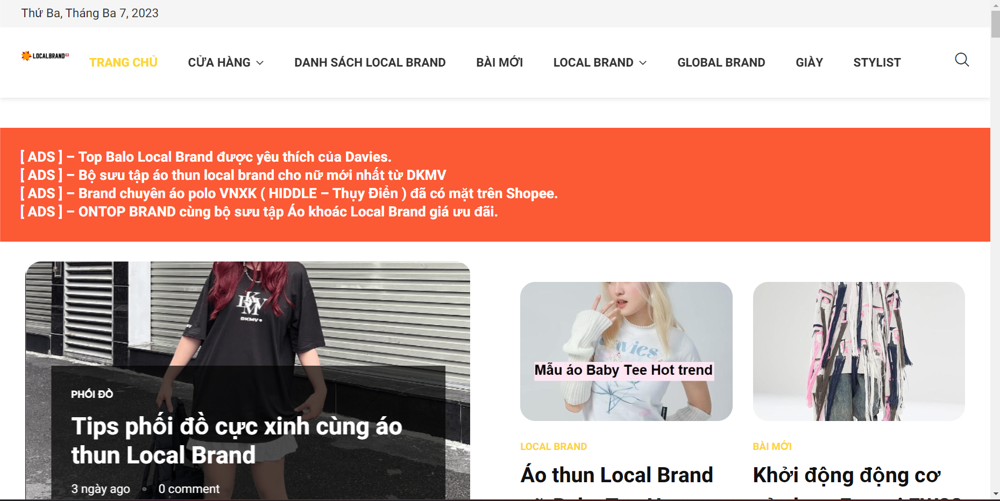 Thứ Ba, Tháng Ba 7, 2023
LOCALBRAND
TRANG CHỦ
CỬA HÀNG
DANH SÁCH LOCAL BRAND
BÀI MỚI
LOCAL BRAND
GLOBAL BRAND
GIÀY
STYLIST
[ ADS ] – Top Balo Local Brand được yêu thích của Davies.
[ ADS ] – Bộ sưu tập áo thun local brand cho nữ mới nhất từ DKMV
[ ADS ] – Brand chuyên áo polo VNXK ( HIDDLE – Thụy Điển ) đã có mặt trên Shopee.
[ ADS ] – ONTOP BRAND cùng bộ sưu tập Áo khoác Local Brand giá ưu đãi.
DKMV
PHỐI ĐỒ
Tips phối đồ cực xinh cùng áo
thun Local Brand
3 ngày ago • 0 comment
Mẫu áo Baby Tee Hot trend
LOCAL BRAND
Áo thun Local Brand
BÀI MỚI
Khởi động động cơ